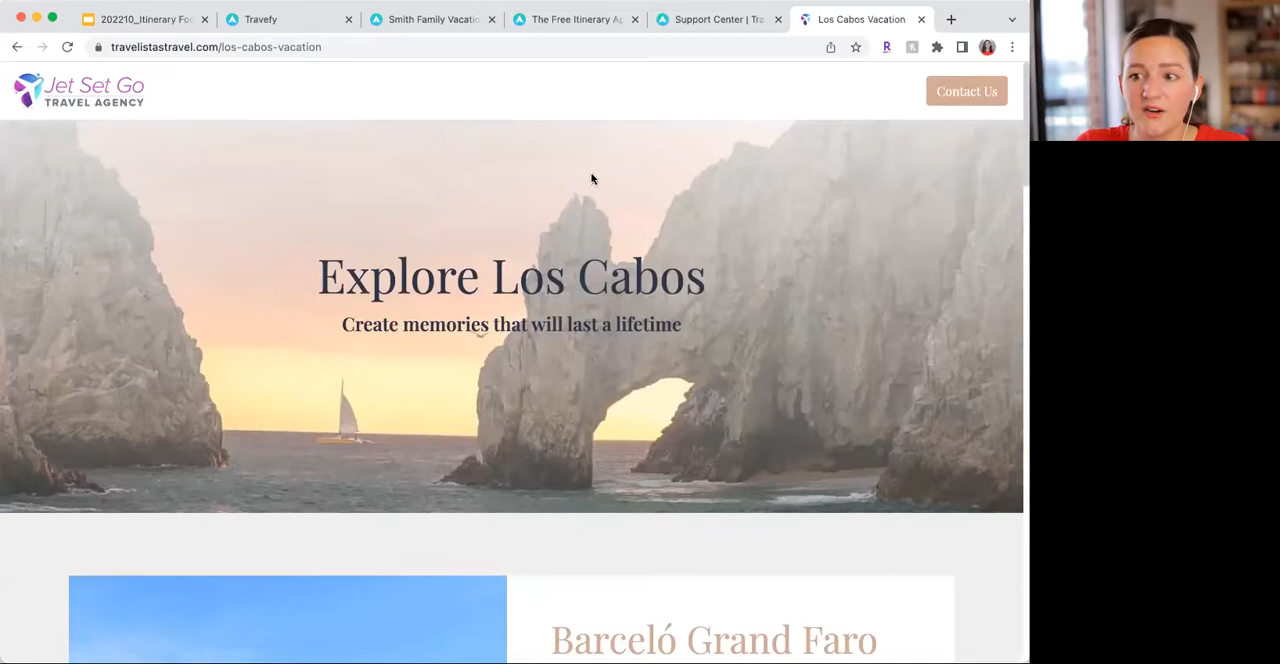 202210_Itinerary Fo
Travefy
Smith Family Vacatio
The Free Itinerary Ap
Support Center | Tra
Los Cabos Vacation
travelistastravel.com/los-cabos-vacation
Jet Set Go
TRAVEL AGENCY
Contact Us
Explore Los Cabos
Create memories that will last a lifetime
Barceló Grand Faro